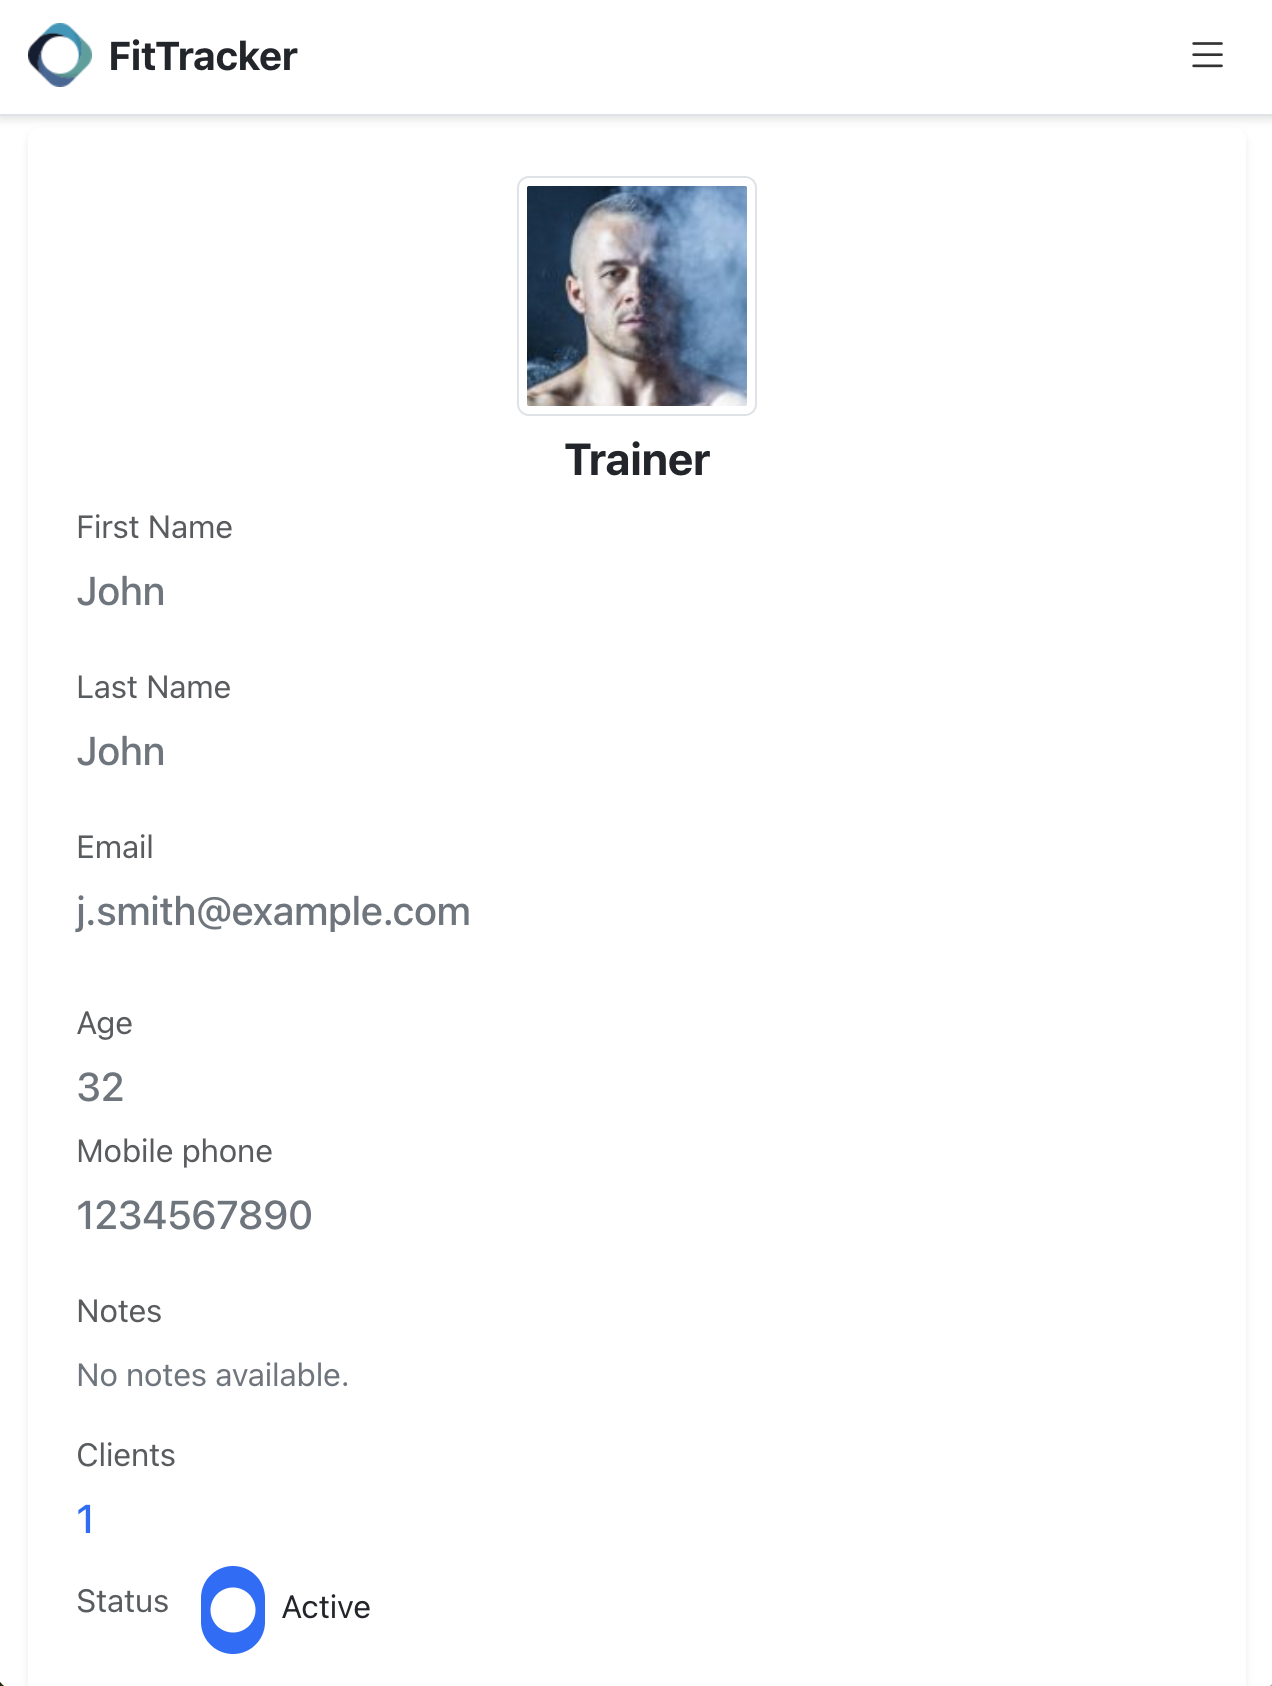 FitTracker
Trainer
First Name
John
Last Name
John
Email
j.smith@example.com
Age
32
Mobile phone
1234567890
Notes
No notes available.
Clients
1
Status Active